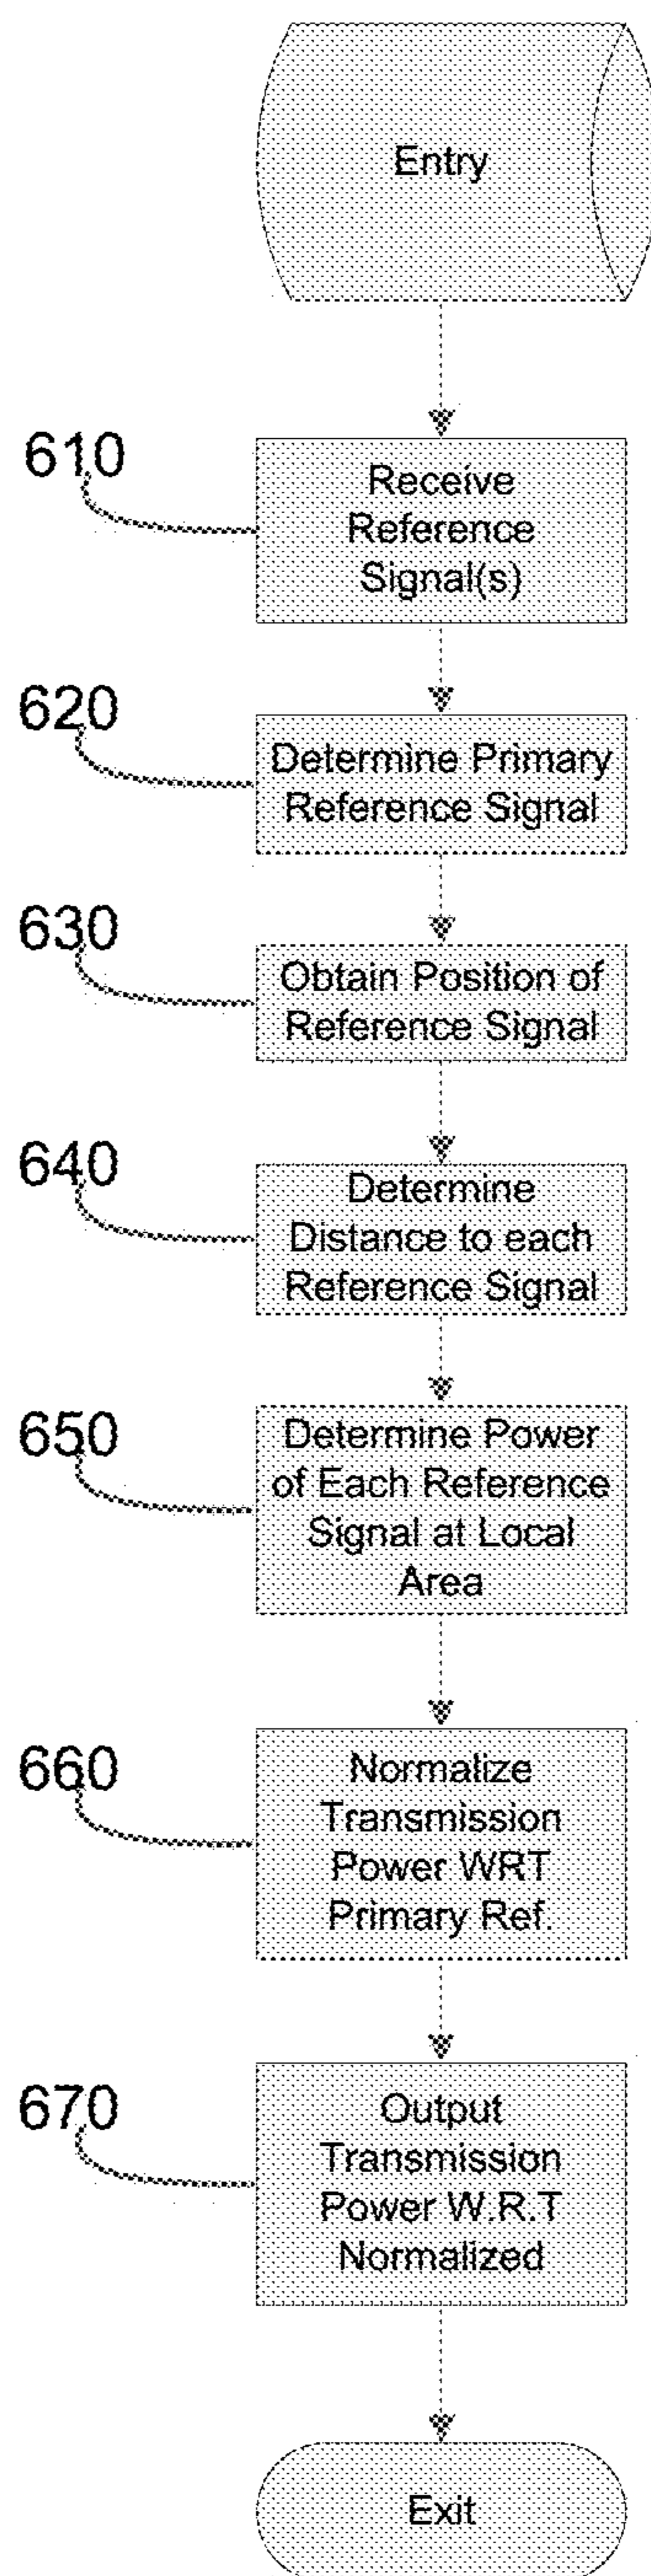 Entry
610
Receive
Reference
Signal(s)
620
Determine Primary
Reference Signal
630
Obtain Position of
Reference Signal
640
Determine
Distance to each
Reference Signal
650
Determine Power
of Each Reference
Signal at Local
Area
660
Normalize
Transmission
Power WRT
Primary Ref.
670
Output
Transmission
Power W.R.T
Normalized
Exit